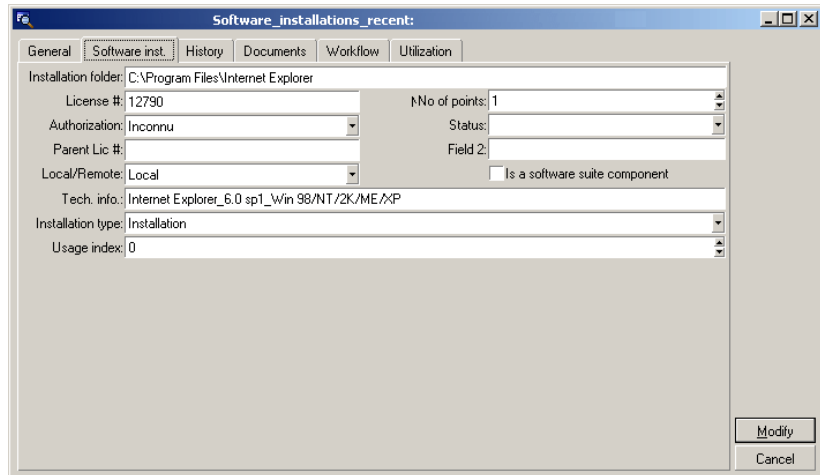 Software_installations_recent:
General Software inst. History Documents Workflow Utilization
Installation folder: C:\Program Files\Internet Explorer
License #: 12790 No of points: 1
Authorization: Inconnu Status:
Parent Lic #: Field 2:
Local/Remote: Local Is a software suite component
Tech. info.: Internet Explorer_6.0 sp1_Win 98/NT/2K/ME/XP
Installation type: Installation
Usage index: 0
Modify
Cancel